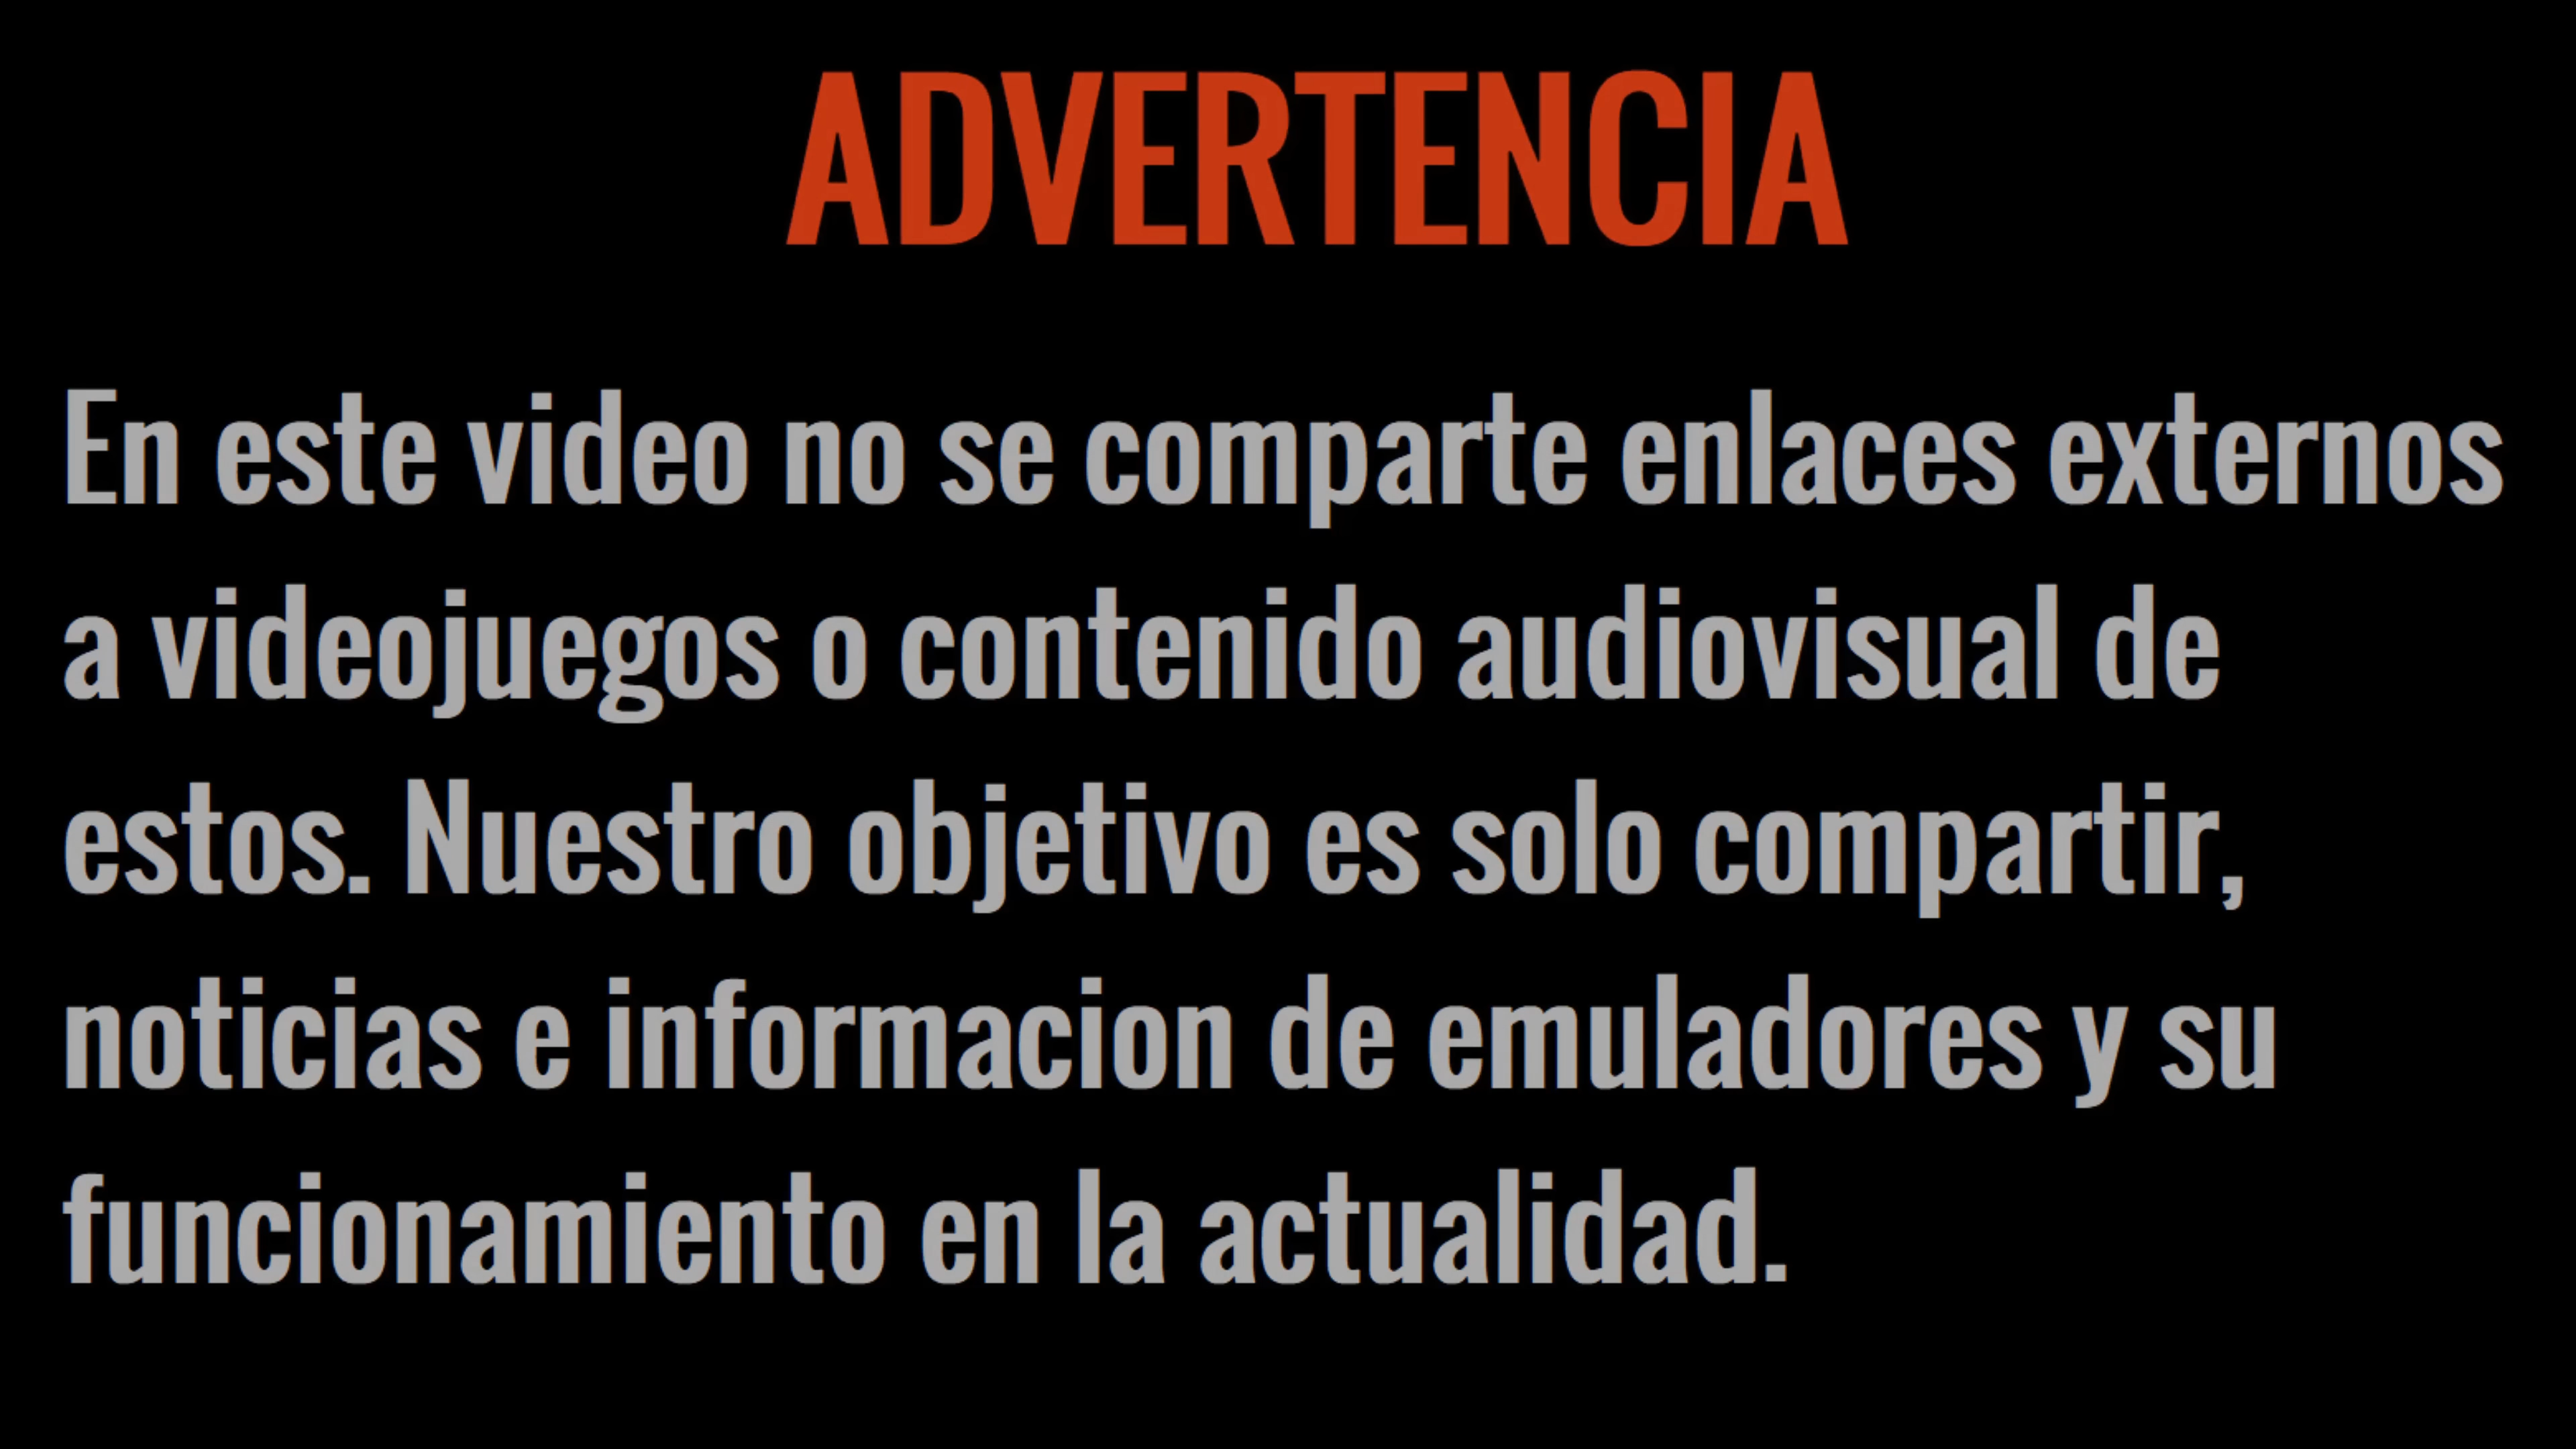 ADVERTENCIA
En este video no se comparte enlaces externos
a videojuegos o contenido audiovisual de
estos. Nuestro objetivo es solo compartir,
noticias e informacion de emuladores y su
funcionamiento en la actualidad.